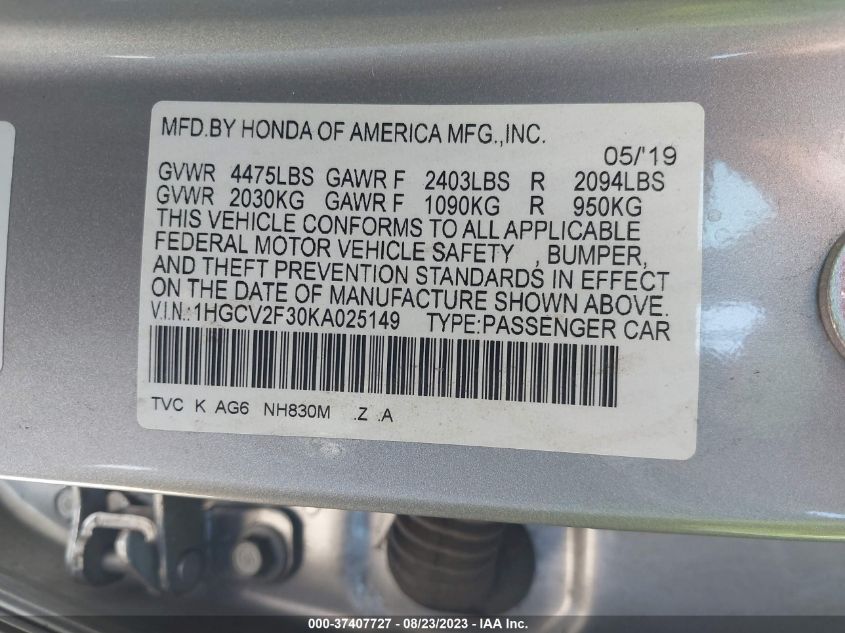 MFD.BY HONDA OF AMERICA MFG.,INC.
05/'19
GVWR 4475LBS GAWR F 2403LBS R 2094LBS
GVWR 2030KG GAWR F 1090KG R 950KG
THIS VEHICLE CONFORMS TO ALL APPLICABLE
FEDERAL MOTOR VEHICLE SAFETY , BUMPER,
AND THEFT PREVENTION STANDARDS IN EFFECT
ON THE DATE OF MANUFACTURE SHOWN ABOVE.
V.I.N.: 1HGCV2F30KA025149 TYPE:PASSENGER CAR
TVC K AG6 NH830M .Z .A
000-37407727 - 08/23/2023 - IAA Inc.